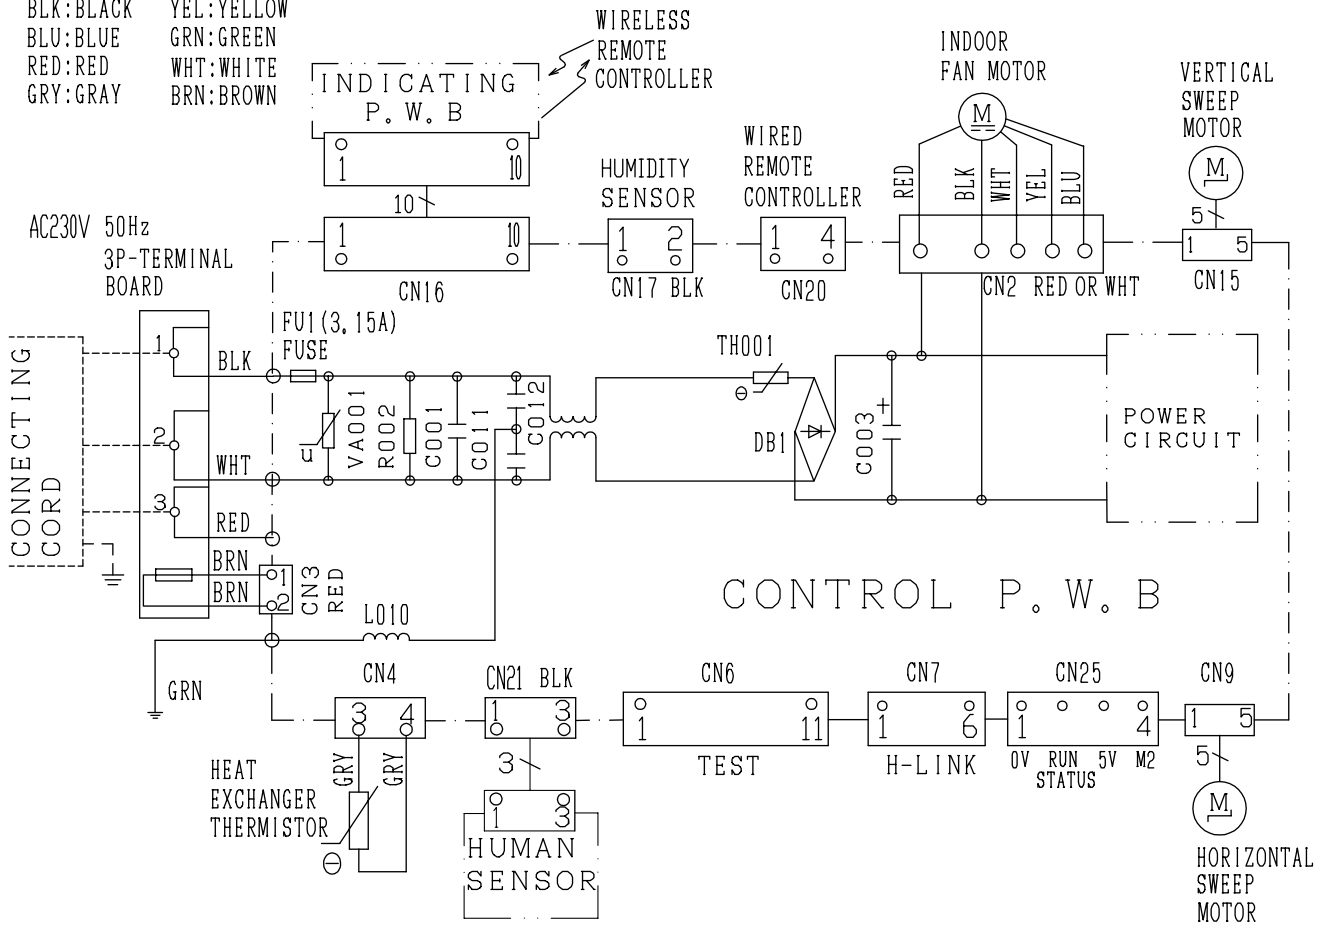 BLK:BLACK YEL:YELLOW
BLU:BLUE GRN:GREEN
RED:RED WHT:WHITE
GRY:GRAY BRN:BROWN
WIRELESS
REMOTE
CONTROLLER
INDICATING
P. W. B
1 10
10
1 10
CN16
HUMIDITY
SENSOR
1 2
CN17 BLK
WIRED
REMOTE
CONTROLLER
1 4
CN20
INDOOR
FAN MOTOR
M
RED
BLK
WHT
YEL
BLU
CN2 RED OR WHT
VERTICAL
SWEEP
MOTOR
M
5
1 5
CN15
AC230V 50Hz
3P-TERMINAL
BOARD
CONNECTING
CORD
1
BLK
2
WHT
3
RED
BRN
BRN
1
2
CN3
RED
FU1(3.15A)
FUSE
u
VA001
R002
C001
C011
C012
TH001
DB1
C003
+
POWER
CIRCUIT
CONTROL P. W. B
L010
GRN
CN4
3 4
GRY
GRY
HEAT
EXCHANGER
THERMISTOR
CN21 BLK
1 3
3
1 3
HUMAN
SENSOR
CN6
1 11
TEST
CN7
1 6
H-LINK
CN25
1 4
0V RUN 5V M2
STATUS
CN9
1 5
5
M
HORIZONTAL
SWEEP
MOTOR